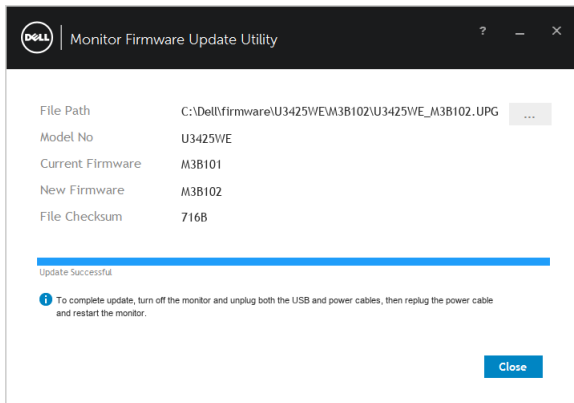 DELL Monitor Firmware Update Utility ? _ ×
File Path C:\Dell\firmware\U3425WE\M3B102\U3425WE_M3B102.UPG ...
Model No U3425WE
Current Firmware M3B101
New Firmware M3B102
File Checksum 716B
Update Successful
i To complete update, turn off the monitor and unplug both the USB and power cables, then replug the power cable
and restart the monitor.
Close